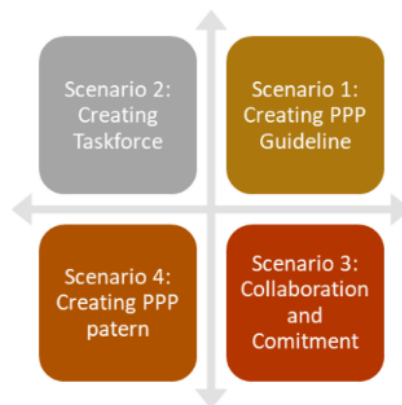 Scenario 2:
Creating
Taskforce
Scenario 1:
Creating PPP
Guideline
Scenario 4:
Creating PPP
patern
Scenario 3:
Collaboration
and
Comitment